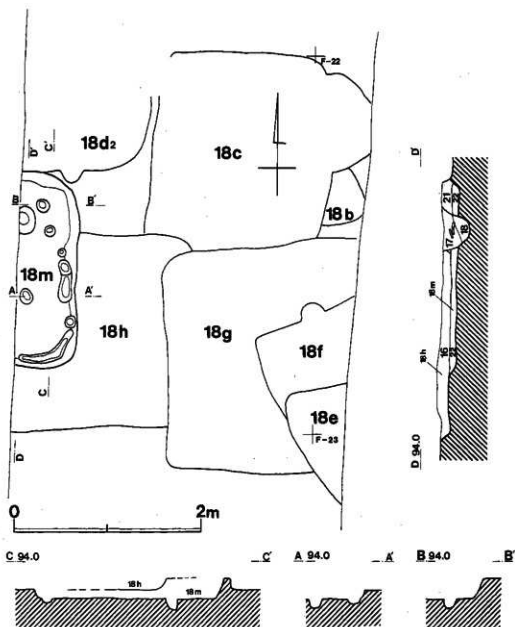 F-22
18d₂
18c
D'
C'
D'
B
B'
18b
21
22
17
18
18m
A
A'
18h
18g
18m
18f
16
22
18h
C
18e
F-23
D
D 94.0
0
2m
C 94.0
C'
A 94.0
A'
B 94.0
B'
18h
18m